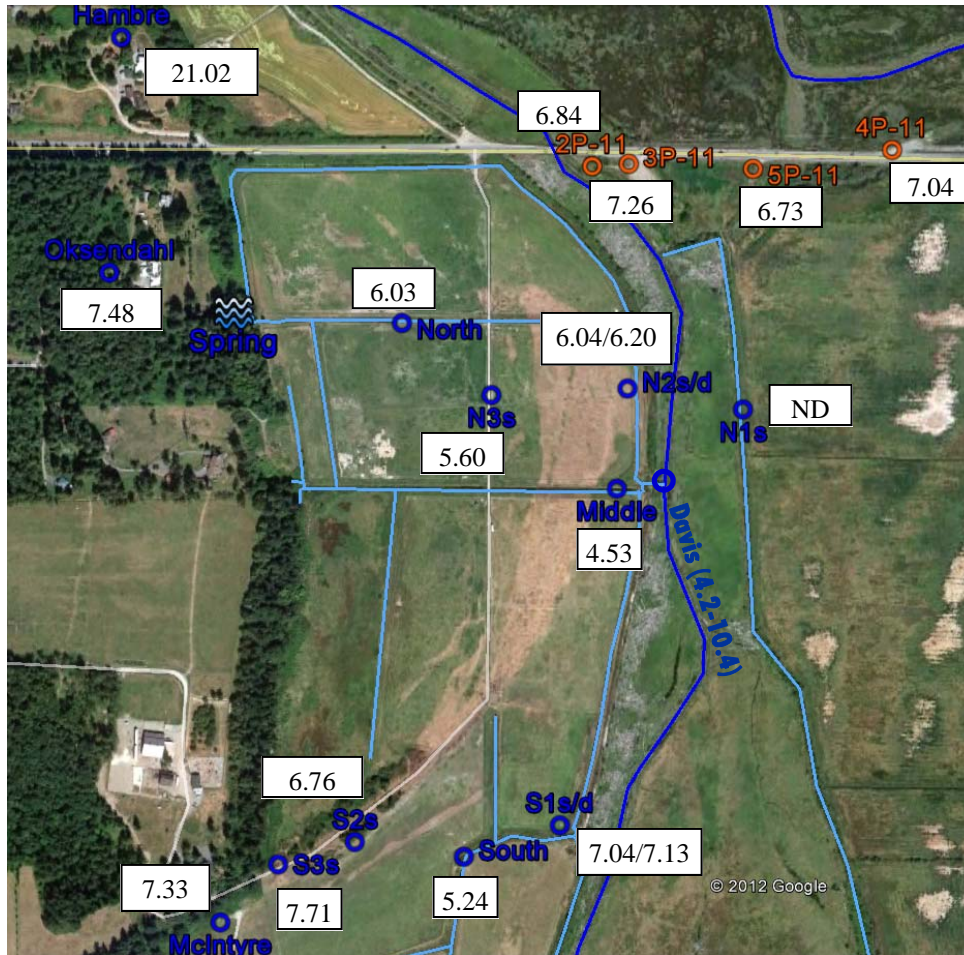 Hambre
21.02
6.84
2P-11
3P-11
5P-11
4P-11
7.26
6.73
7.04
Oksendahl
7.48
Spring
6.03
North
6.04/6.20
N2s/d
N3s
5.60
ND
N1s
Middle
4.53
Davis (4.2-10.4)
6.76
S2s
S1s/d
S3s
South
7.04/7.13
7.33
7.71
5.24
McIntyre
© 2012 Google